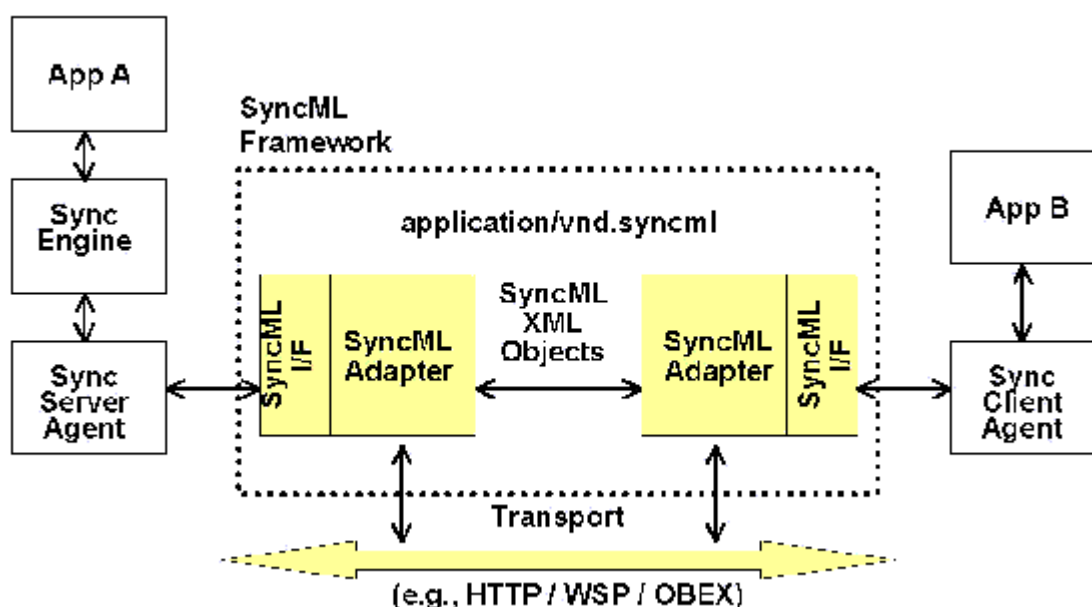 App A
SyncML
Framework
Sync
Engine
App B
application/vnd.syncml
SyncML
I/F
SyncML
Adapter
SyncML
XML
Objects
SyncML
Adapter
SyncML
I/F
Sync
Server
Agent
Sync
Client
Agent
Transport
(e.g., HTTP / WSP / OBEX)